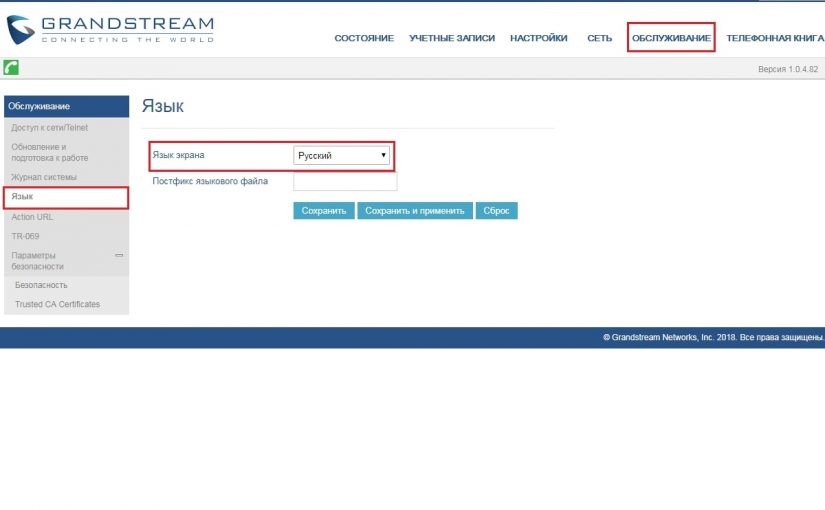 GRANDSTREAM
CONNECTING THE WORLD
СОСТОЯНИЕ УЧЕТНЫЕ ЗАПИСИ НАСТРОЙКИ СЕТЬ ОБСЛУЖИВАНИЕ ТЕЛЕФОННАЯ КНИГА
Версия 1.0.4.82
Обслуживание
Доступ к сети/Telnet
Обновление и
подготовка к работе
Журнал системы
Язык
Action URL
TR-069
Параметры
безопасности
Безопасность
Trusted CA Certificates
Язык
Язык экрана Русский
Постфикс языкового файла
Сохранить Сохранить и применить Сброс
© Grandstream Networks, Inc. 2018. Все права защищены.